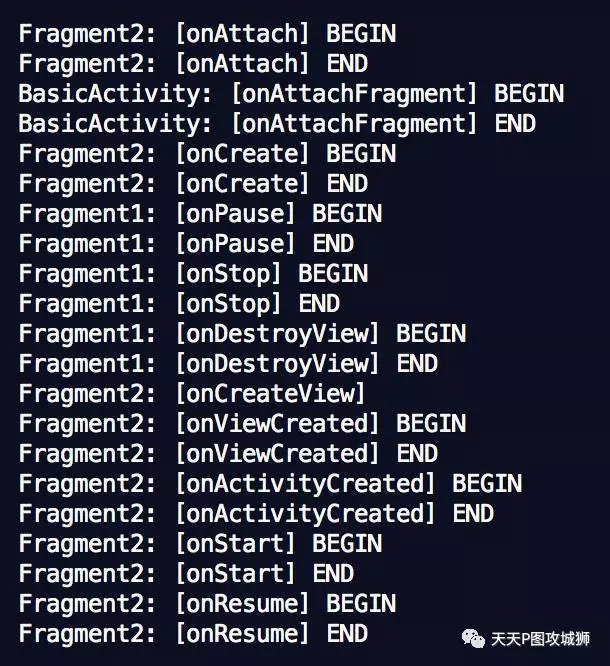 Fragment2: [onAttach] BEGIN
Fragment2: [onAttach] END
BasicActivity: [onAttachFragment] BEGIN
BasicActivity: [onAttachFragment] END
Fragment2: [onCreate] BEGIN
Fragment2: [onCreate] END
Fragment1: [onPause] BEGIN
Fragment1: [onPause] END
Fragment1: [onStop] BEGIN
Fragment1: [onStop] END
Fragment1: [onDestroyView] BEGIN
Fragment1: [onDestroyView] END
Fragment2: [onCreateView]
Fragment2: [onViewCreated] BEGIN
Fragment2: [onViewCreated] END
Fragment2: [onActivityCreated] BEGIN
Fragment2: [onActivityCreated] END
Fragment2: [onStart] BEGIN
Fragment2: [onStart] END
Fragment2: [onResume] BEGIN
Fragment2: [onResume] END
天天P图攻城狮